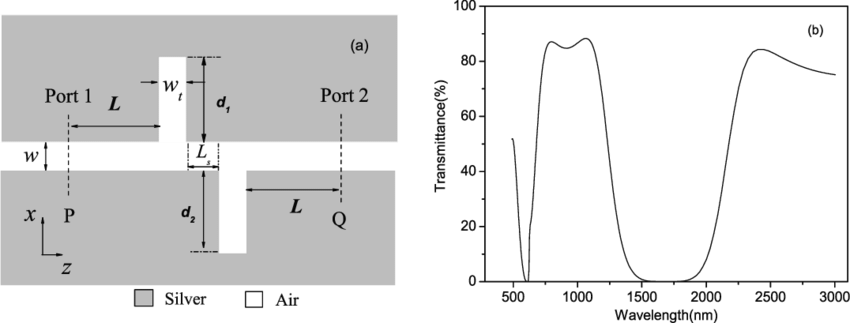 (a)
w_t
d_1
Port 1
L
Port 2
w
L_s
d_2
L
x
P
Q
z
Silver
Air
(b)
100
80
60
40
20
0
Transmittance(%)
500
1000
1500
2000
2500
3000
Wavelength(nm)